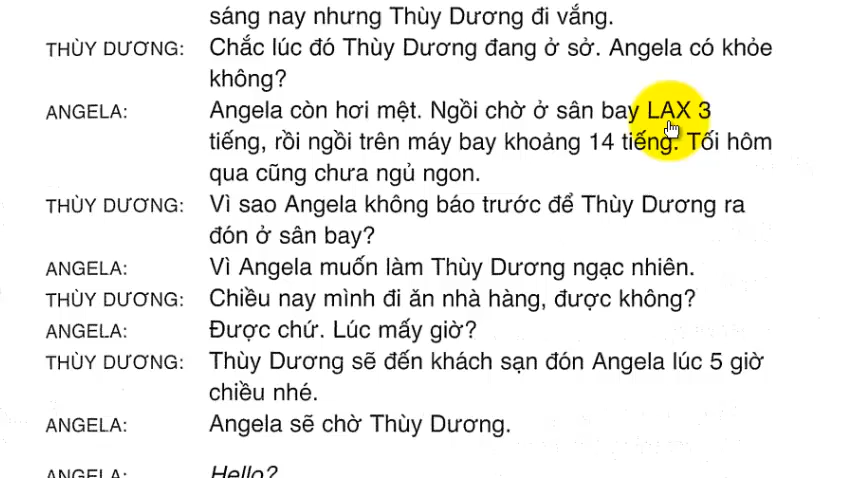 sáng nay nhưng Thùy Dương đi vắng.
THÙY DƯƠNG: Chắc lúc đó Thùy Dương đang ở sở. Angela có khỏe
không?
ANGELA: Angela còn hơi mệt. Ngồi chờ ở sân bay LAX 3
tiếng, rồi ngồi trên máy bay khoảng 14 tiếng. Tối hôm
qua cũng chưa ngủ ngon.
THÙY DƯƠNG: Vì sao Angela không báo trước để Thùy Dương ra
đón ở sân bay?
ANGELA: Vì Angela muốn làm Thùy Dương ngạc nhiên.
THÙY DƯƠNG: Chiều nay mình đi ăn nhà hàng, được không?
ANGELA: Được chứ. Lúc mấy giờ?
THÙY DƯƠNG: Thùy Dương sẽ đến khách sạn đón Angela lúc 5 giờ
chiều nhé.
ANGELA: Angela sẽ chờ Thùy Dương.
ANGELA: Hello?